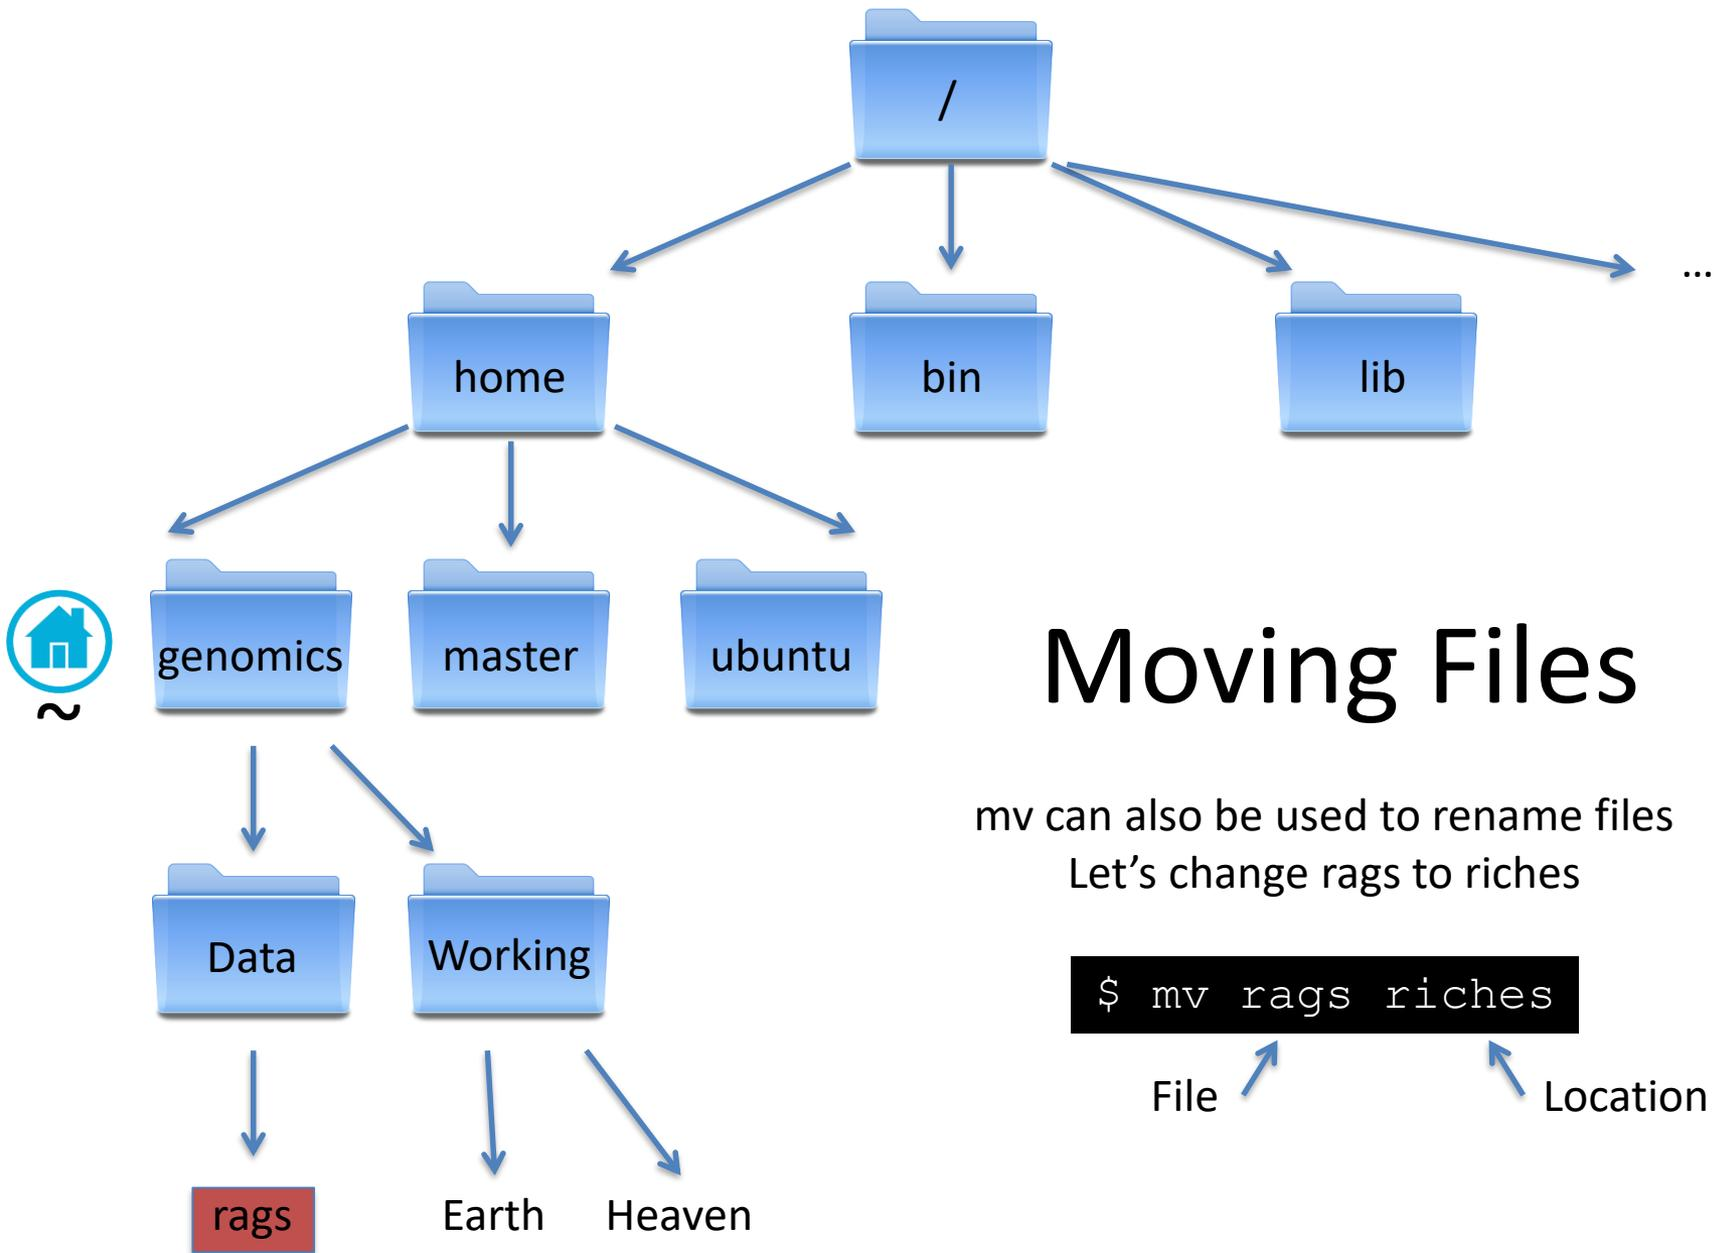 /
...
home
bin
lib
genomics
master
ubuntu
~
Moving Files
mv can also be used to rename files
Let’s change rags to riches
Data
Working
$ mv rags riches
File
Location
rags
Earth
Heaven